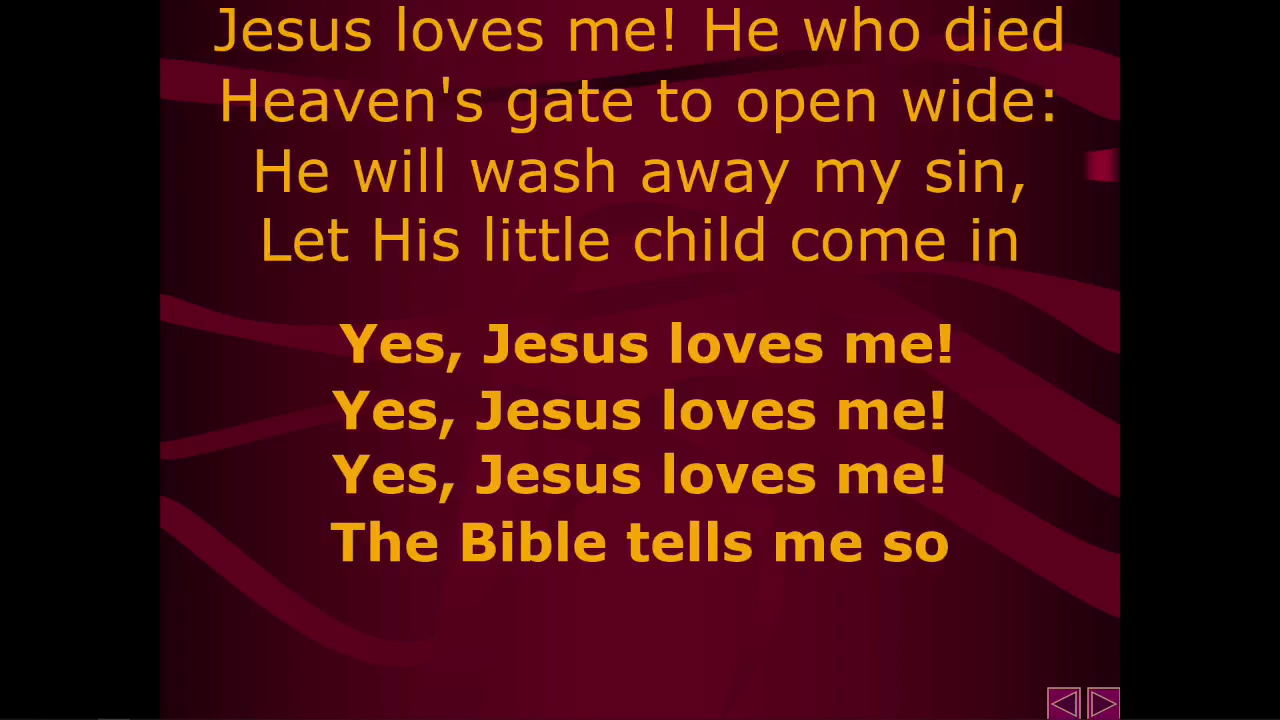 Jesus loves me! He who died
Heaven's gate to open wide:
He will wash away my sin,
Let His little child come in
Yes, Jesus loves me!
Yes, Jesus loves me!
Yes, Jesus loves me!
The Bible tells me so